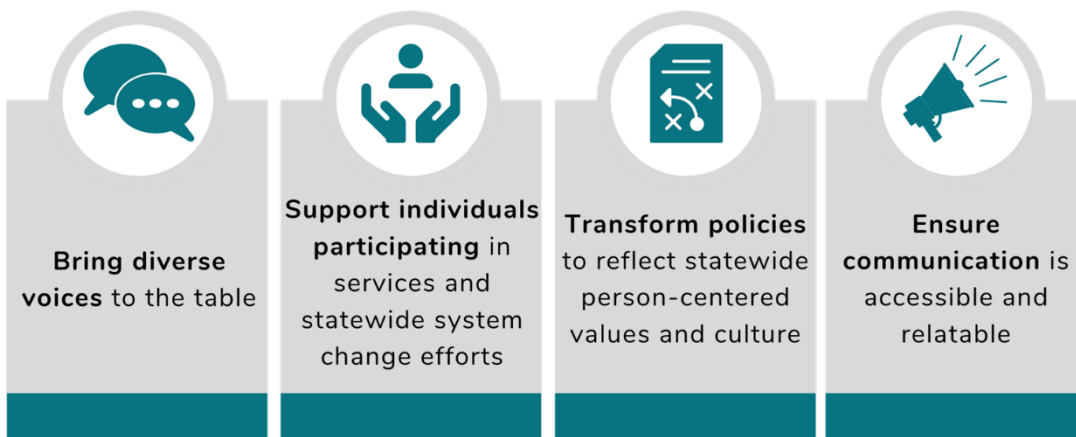 Bring diverse
voices to the table
Support individuals
participating in
services and
statewide system
change efforts
Transform policies
to reflect statewide
person-centered
values and culture
Ensure
communication is
accessible and
relatable